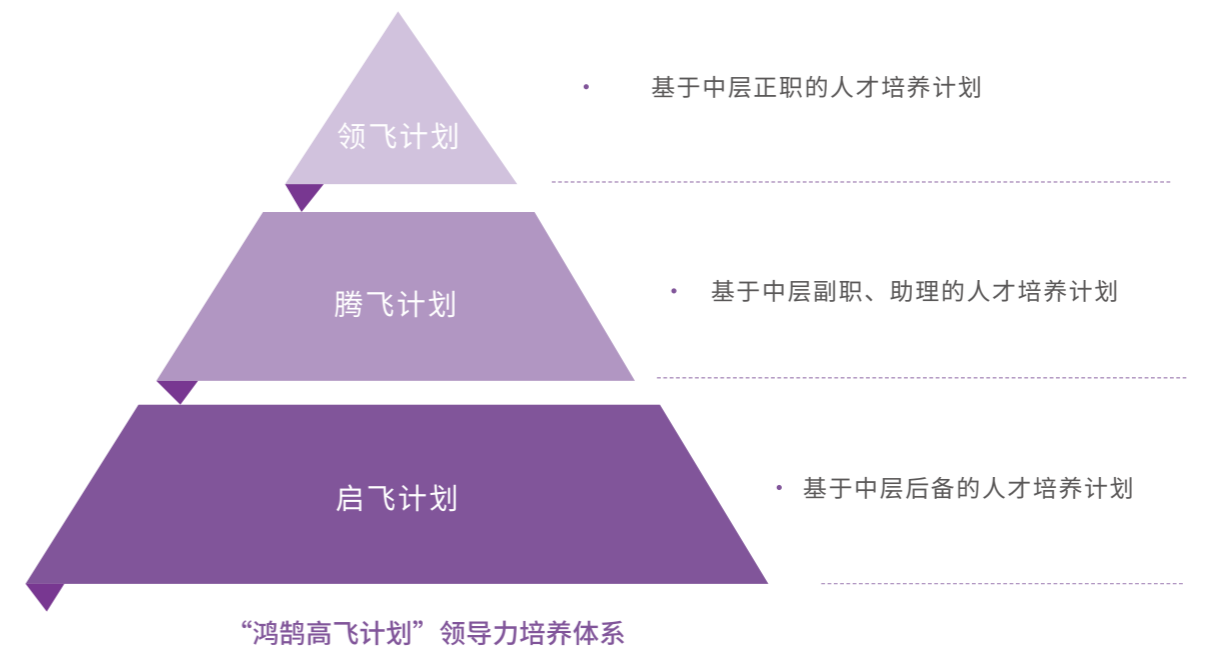 领飞计划
• 基于中层正职的人才培养计划
腾飞计划
• 基于中层副职、助理的人才培养计划
启飞计划
• 基于中层后备的人才培养计划
“鸿鹄高飞计划”领导力培养体系